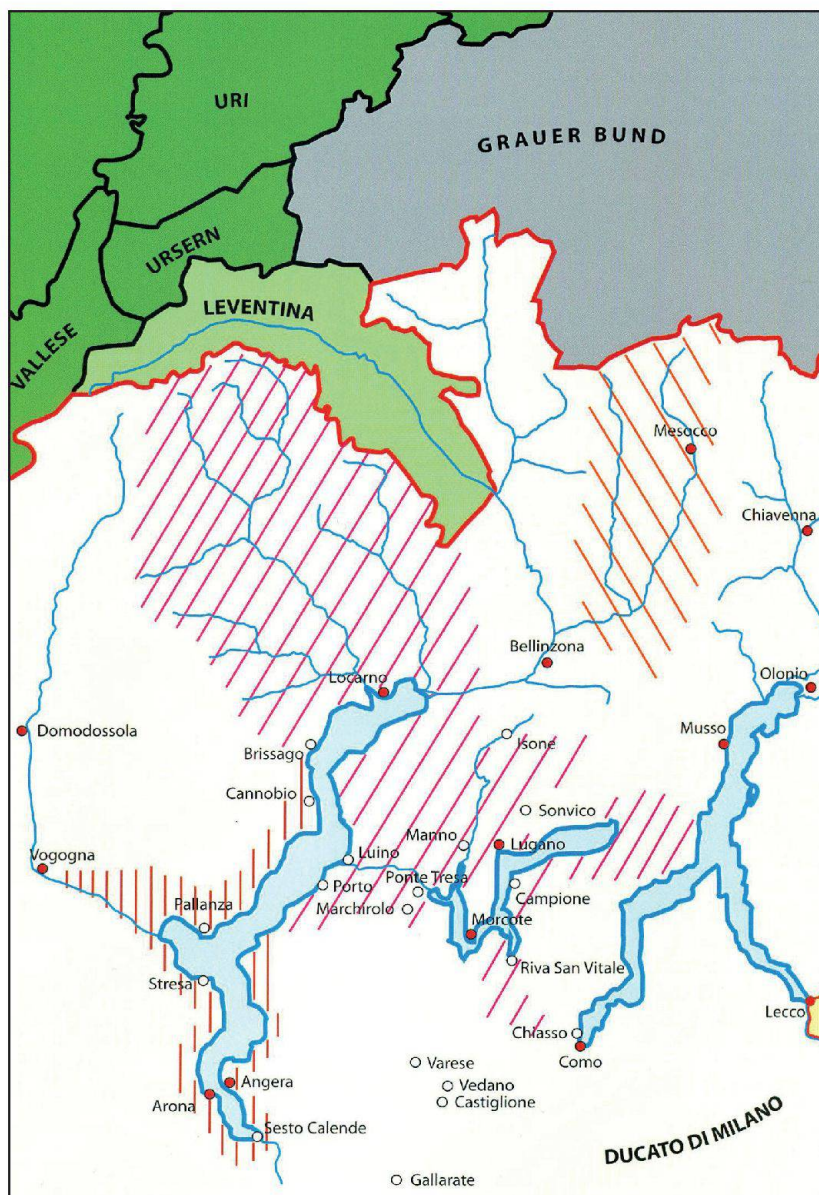 URI
GRAUER BUND
URSERN
LEVENTINA
VALLESE
Mesocco
Chiavenna
Bellinzona
Olonio
Locarno
Domodossola
Musso
Isone
Brissago
Cannobio
Sonvico
Manno
Lugano
Luino
Vogogna
Ponte Tresa
Porto
Campione
Marchirolo
Pallanza
Morcote
Riva San Vitale
Stresa
Lecco
Chiasso
Como
Varese
Angera
Vedano
Arona
Castiglione
Sesto Calende
DUCATO DI MILANO
Gallarate